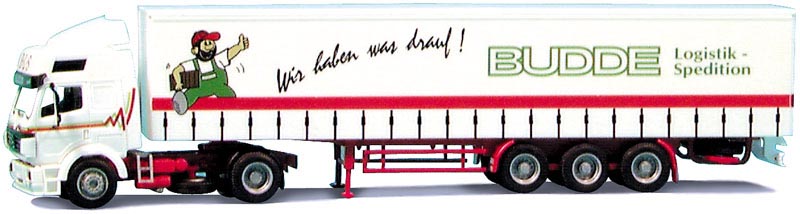 Wir haben was drauf!
BUDDE
Logistik -
Spedition